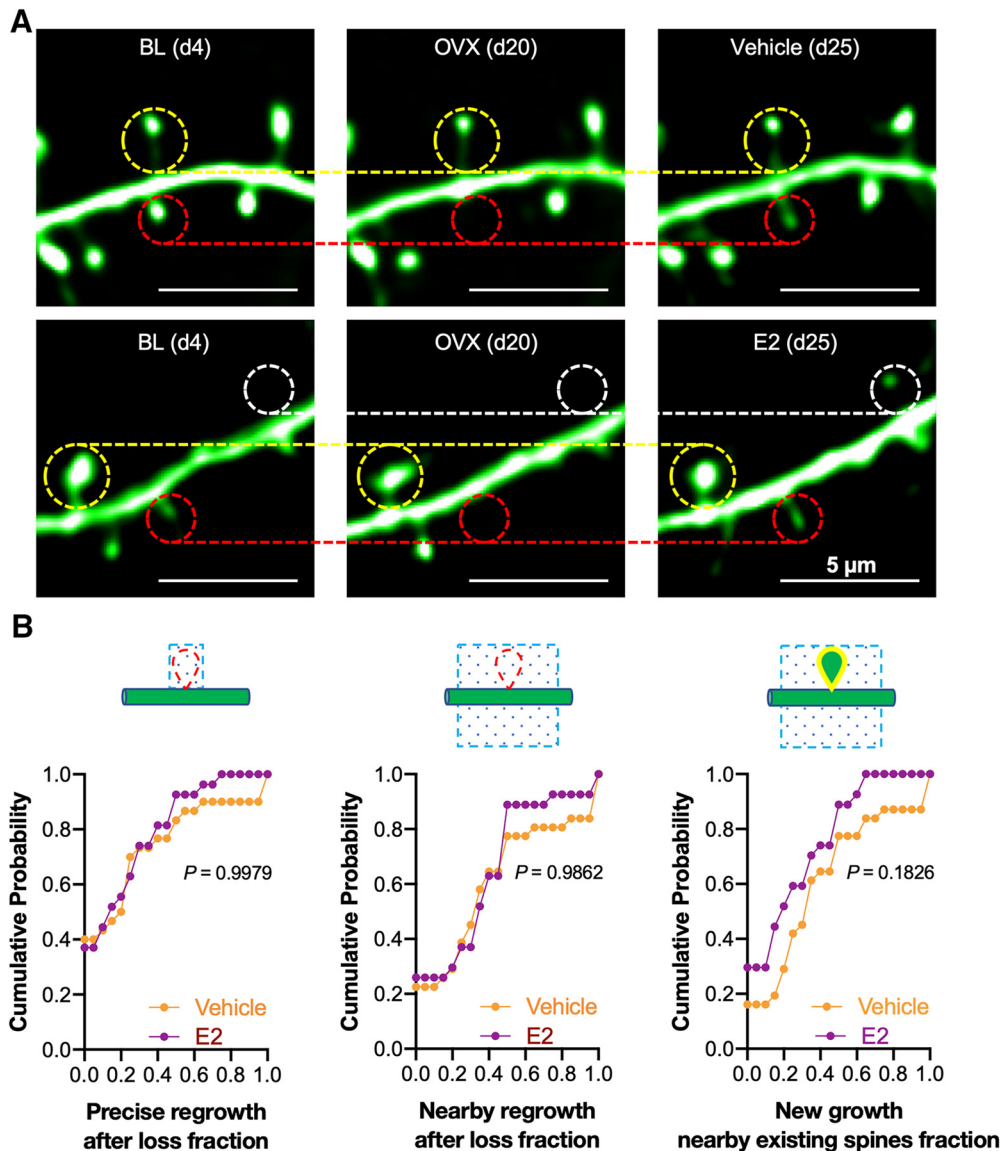 A
BL (d4)
OVX (d20)
Vehicle (d25)
BL (d4)
OVX (d20)
E2 (d25)
5 µm
B
Cumulative Probability
1.0
0.8
0.6
0.4
0.2
0.0
P = 0.9979
Vehicle
E2
0.0 0.2 0.4 0.6 0.8 1.0
Precise regrowth
after loss fraction
Cumulative Probability
1.0
0.8
0.6
0.4
0.2
0.0
P = 0.9862
Vehicle
E2
0.0 0.2 0.4 0.6 0.8 1.0
Nearby regrowth
after loss fraction
Cumulative Probability
1.0
0.8
0.6
0.4
0.2
0.0
P = 0.1826
Vehicle
E2
0.0 0.2 0.4 0.6 0.8 1.0
New growth
nearby existing spines fraction